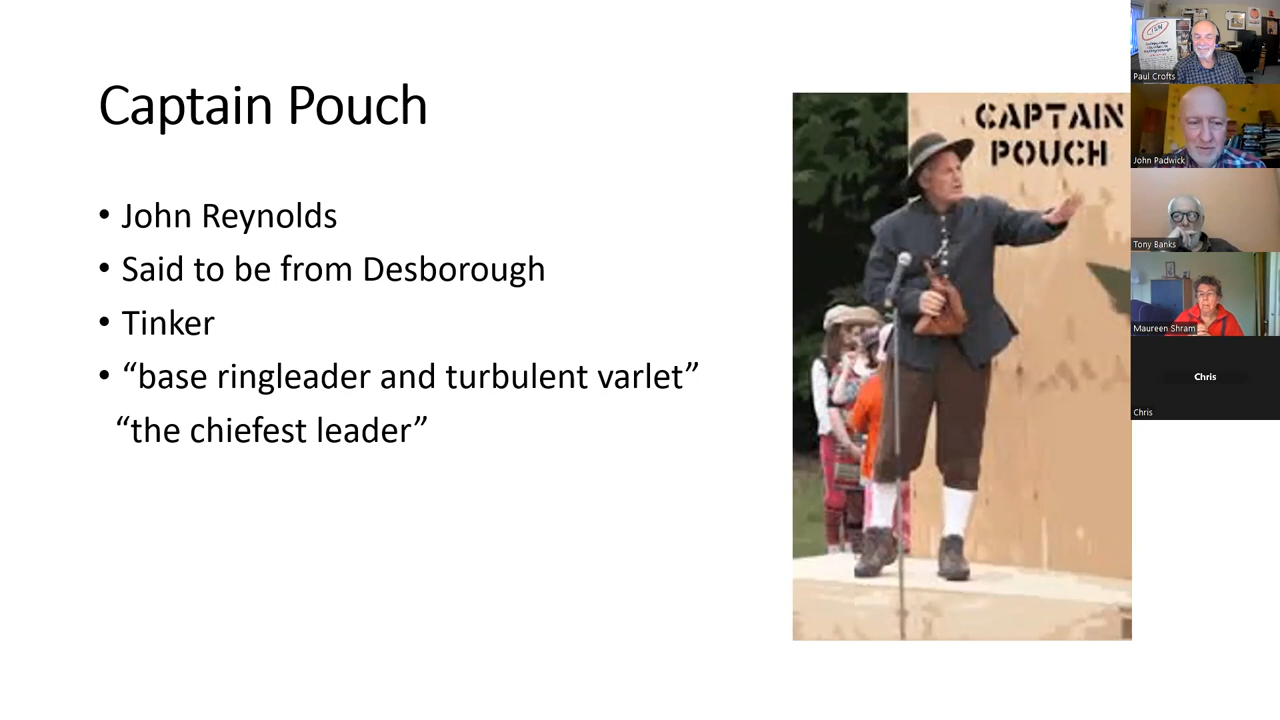 Captain Pouch
• John Reynolds
• Said to be from Desborough
• Tinker
• “base ringleader and turbulent varlet”
“the chiefest leader”
CAPTAIN
POUCH
Paul Crofts
John Padwick
Tony Banks
Maureen Shram
Chris
Chris